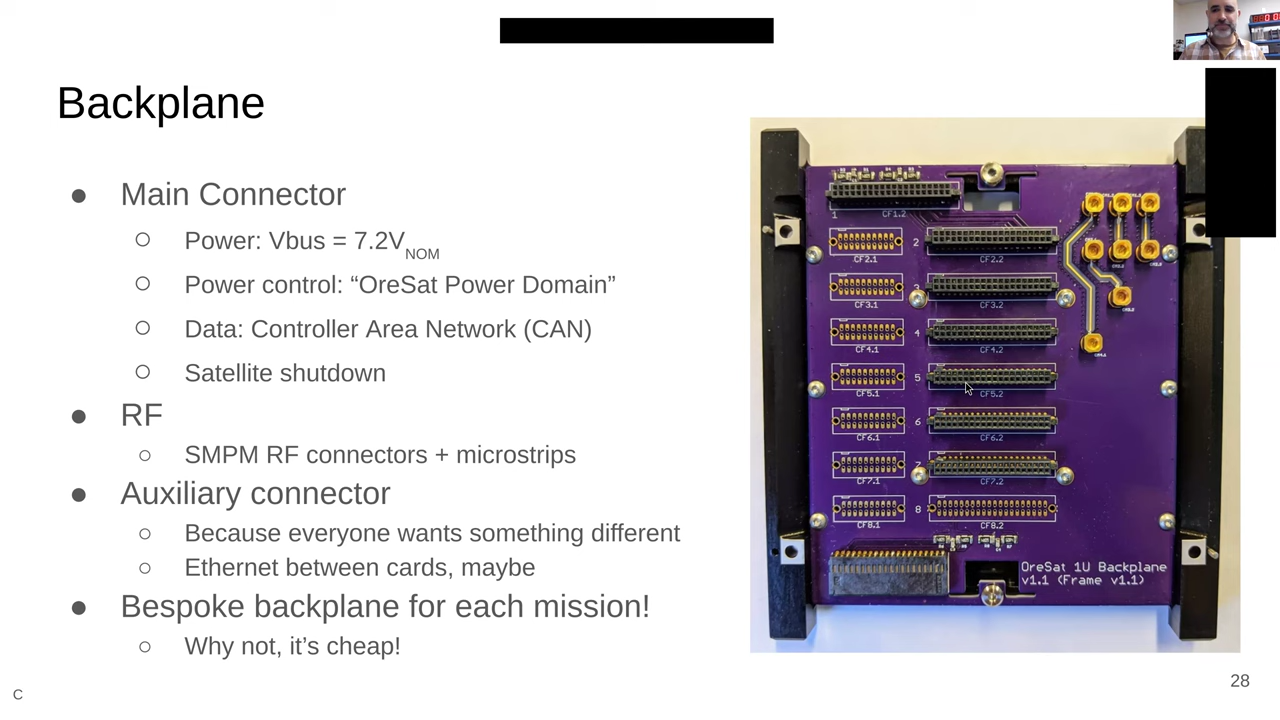 Backplane
● Main Connector
○ Power: Vbus = 7.2VNOM
○ Power control: “OreSat Power Domain”
○ Data: Controller Area Network (CAN)
○ Satellite shutdown
● RF
○ SMPM RF connectors + microstrips
● Auxiliary connector
○ Because everyone wants something different
○ Ethernet between cards, maybe
● Bespoke backplane for each mission!
○ Why not, it’s cheap!
1 CF1.2
2
CF2.1 CF2.2
3
CF3.1 CF3.2
4
CF4.1 CF4.2
5
CF5.1 CF5.2
6
CF6.1 CF6.2
7
CF7.1 CF7.2
8
CF8.1 CF8.2
OreSat 1U Backplane
v1.1 (Frame v1.1)
28
C